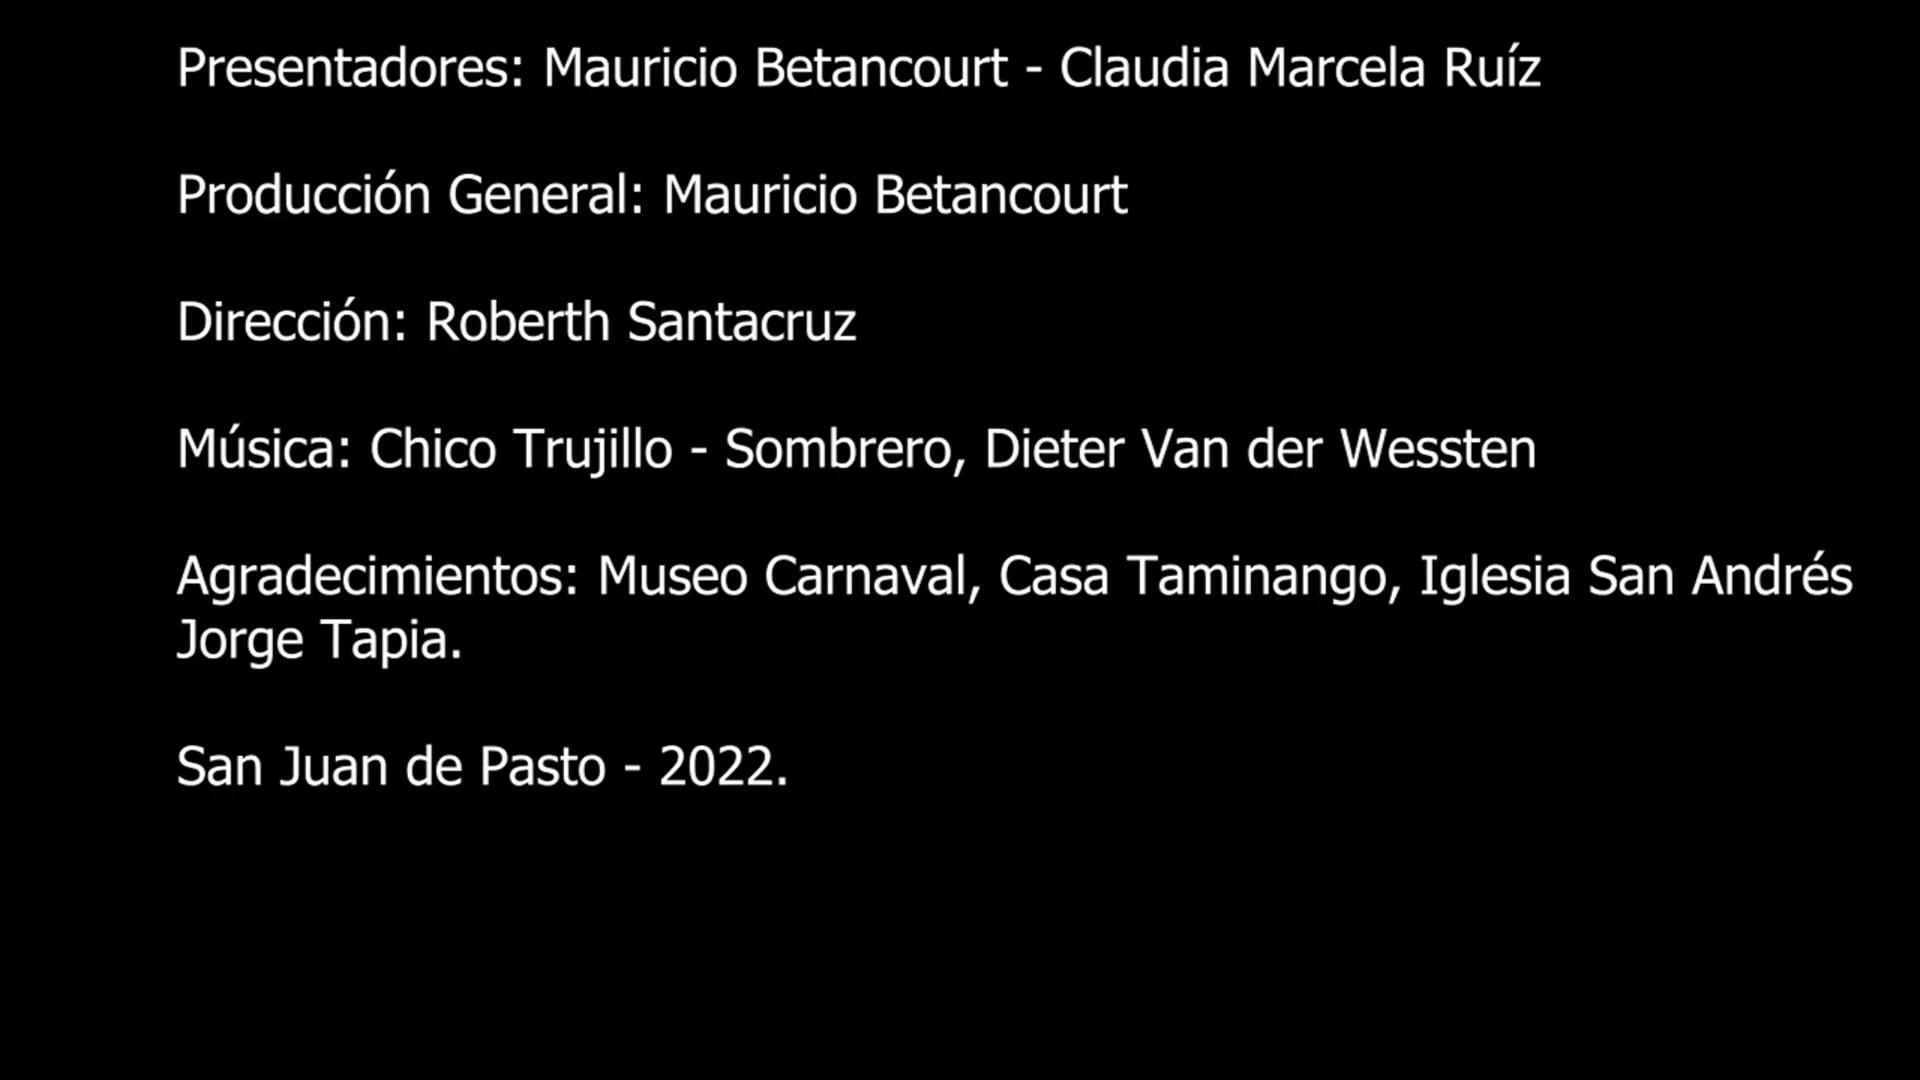 Presentadores: Mauricio Betancourt - Claudia Marcela Ruíz
Producción General: Mauricio Betancourt
Dirección: Roberth Santacruz
Música: Chico Trujillo - Sombrero, Dieter Van der Wessten
Agradecimientos: Museo Carnaval, Casa Taminango, Iglesia San Andrés
Jorge Tapia.
San Juan de Pasto - 2022.